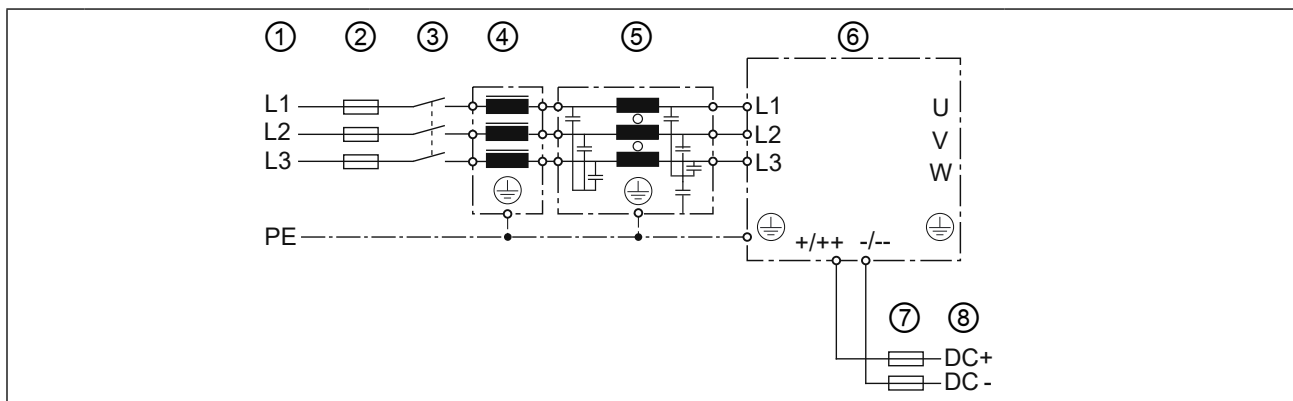 ① ② ③ ④ ⑤ ⑥
L1 L1 U
L2 L2 V
L3 L3 W
PE +/++ -/--
⑦ ⑧
DC+
DC -